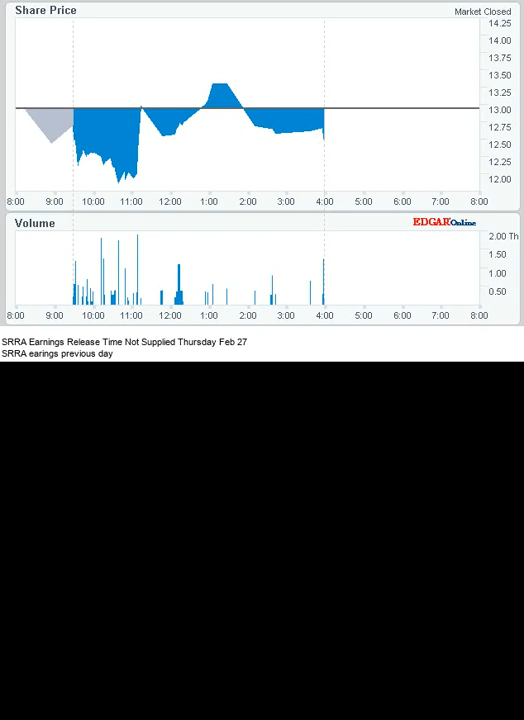 Share Price
Market Closed
14.25
14.00
13.75
13.50
13.25
13.00
12.75
12.50
12.25
12.00
8:00 9:00 10:00 11:00 12:00 1:00 2:00 3:00 4:00 5:00 6:00 7:00 8:00
Volume
EDGAROnline
2.00 Th
1.50
1.00
0.50
8:00 9:00 10:00 11:00 12:00 1:00 2:00 3:00 4:00 5:00 6:00 7:00 8:00
SRRA Earnings Release Time Not Supplied Thursday Feb 27
SRRA earings previous day